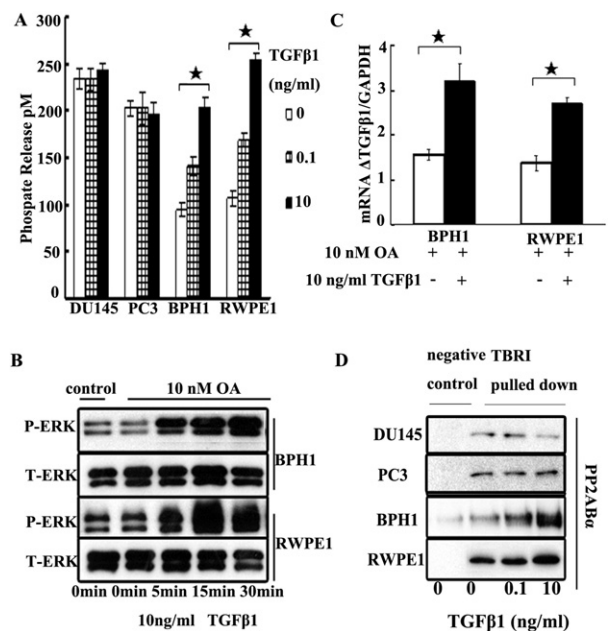 A
TGFβ1
(ng/ml)
0
0.1
10
Phospate Release pM
300
250
200
150
100
50
0
DU145 PC3 BPH1 RWPE1
C
mRNA ΔTGFβ1/GAPDH
4
3
2
1
0
BPH1 RWPE1
10 nM OA + + + +
10 ng/ml TGFβ1 - + - +
B
control 10 nM OA
P-ERK
T-ERK
BPH1
P-ERK
T-ERK
RWPE1
0min 0min 5min 15min 30min
10ng/ml TGFβ1
D
negative TBRI
control pulled down
DU145
PC3
BPH1
RWPE1
PP2ABα
0 0 0.1 10
TGFβ1 (ng/ml)